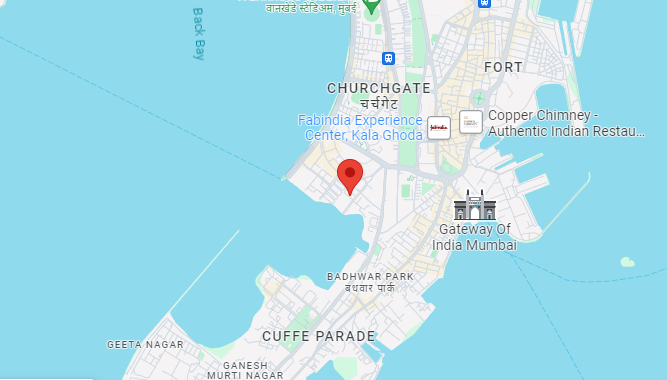 वानखेडे स्टेडिअम, मुंबई
Back Bay
FORT
CHURCHGATE
चर्चगेट
Fabindia Experience
Center, Kala Ghoda
Copper Chimney -
Authentic Indian Restau...
Gateway Of
India Mumbai
BADHWAR PARK
बधवार पार्क
CUFFE PARADE
GEETA NAGAR
GANESH
MURTI NAGAR